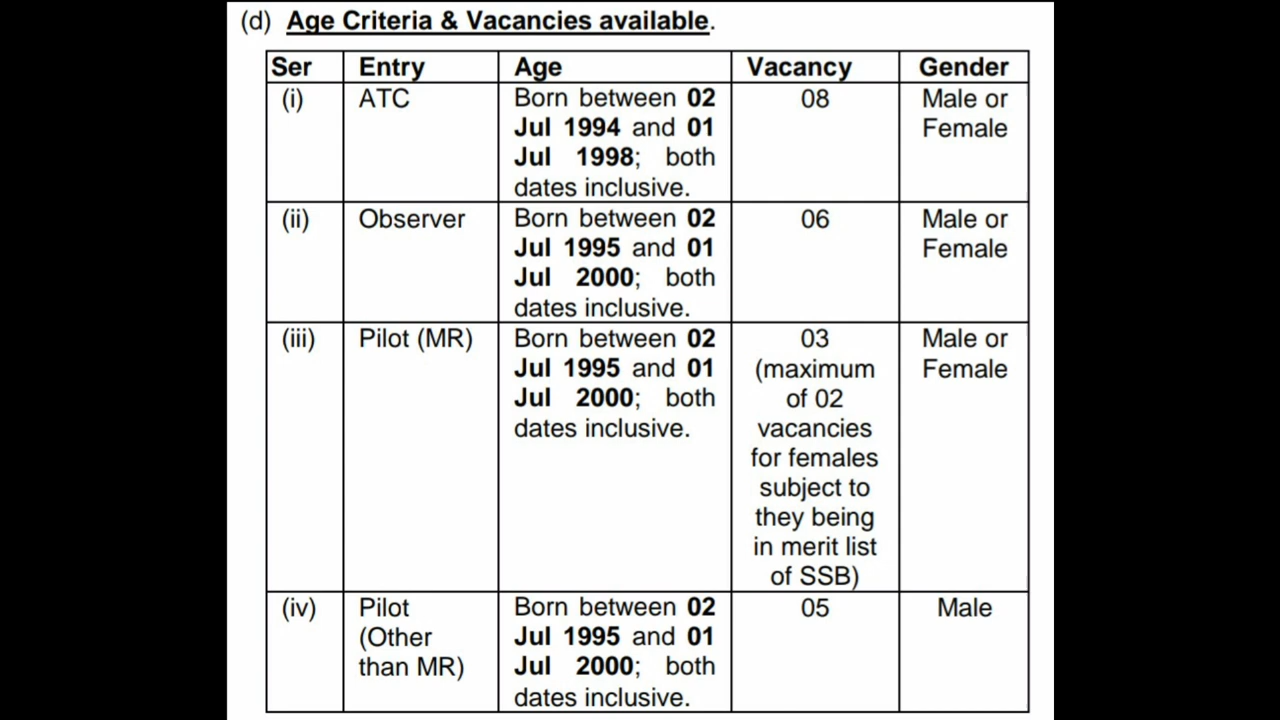 (d) Age Criteria & Vacancies available.
Ser Entry Age Vacancy Gender
(i) ATC Born between 02 08 Male or
Jul 1994 and 01 Female
Jul 1998; both
dates inclusive.
(ii) Observer Born between 02 06 Male or
Jul 1995 and 01 Female
Jul 2000; both
dates inclusive.
(iii) Pilot (MR) Born between 02 03 Male or
Jul 1995 and 01 (maximum Female
Jul 2000; both of 02
dates inclusive. vacancies
for females
subject to
they being
in merit list
of SSB)
(iv) Pilot Born between 02 05 Male
(Other Jul 1995 and 01
than MR) Jul 2000; both
dates inclusive.